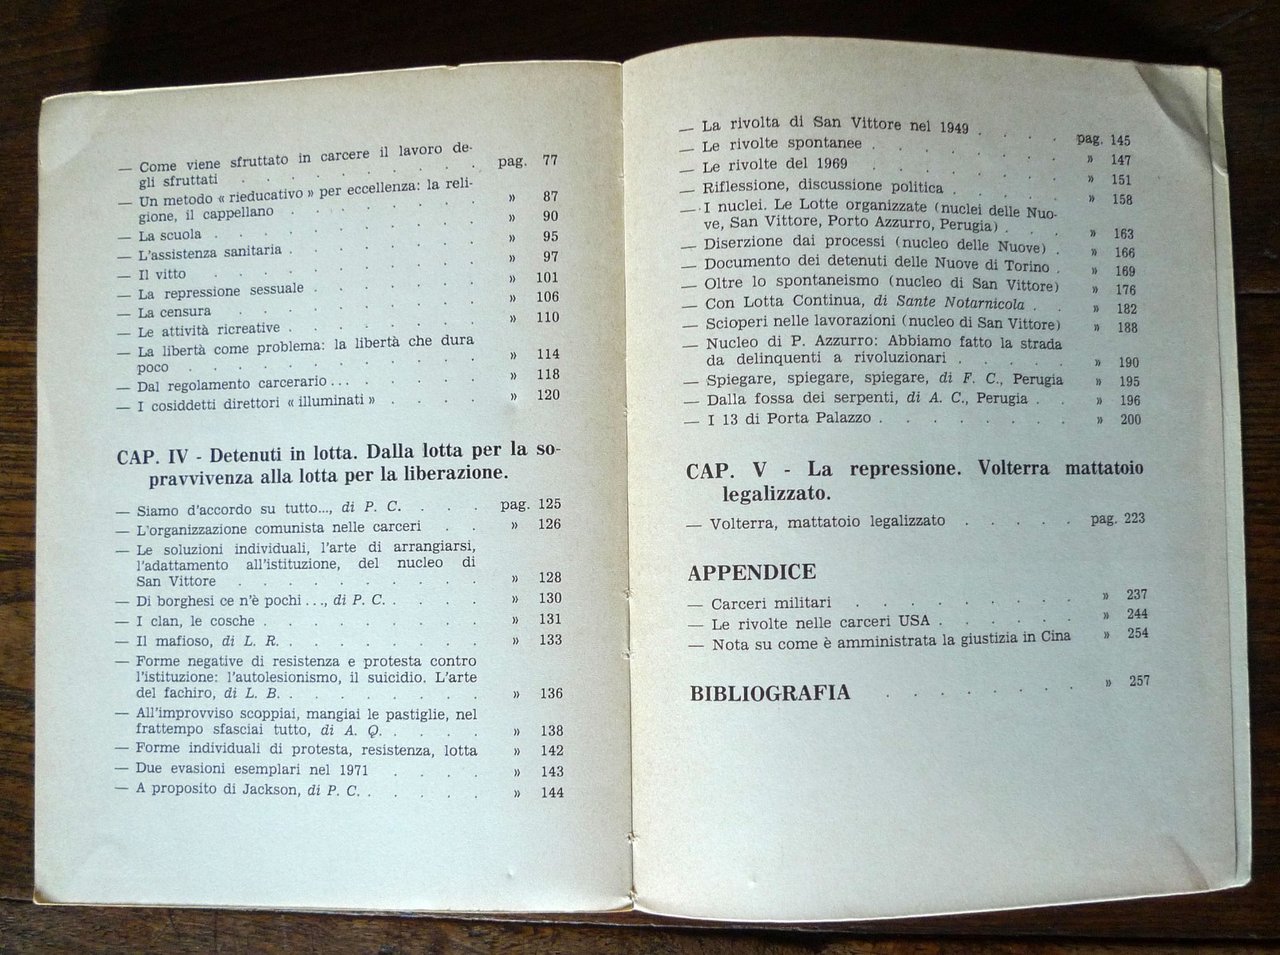 — Come viene sfruttato in carcere il lavoro de-
gli sfruttati . . . . . . . . . . pag. 77
— Un metodo « rieducativo » per eccellenza: la reli-
gione, il cappellano . . . . . . . » 87
— La scuola . . . . . . . . . . » 90
— L'assistenza sanitaria . . . . . . . » 95
— Il vitto . . . . . . . . . . » 97
— La repressione sessuale . . . . . . » 101
— La censura . . . . . . . . . » 106
— Le attività ricreative . . . . . . . » 110
— La libertà come problema: la libertà che dura
poco . . . . . . . . . . . » 114
— Dal regolamento carcerario ... . . . . . » 118
— I cosiddetti direttori « illuminati » . . . . » 120
CAP. IV - Detenuti in lotta. Dalla lotta per la so-
pravvivenza alla lotta per la liberazione.
— Siamo d'accordo su tutto..., di P. C. . . . pag. 125
— L'organizzazione comunista nelle carceri . . » 126
— Le soluzioni individuali, l'arte di arrangiarsi,
l'adattamento all'istituzione, del nucleo di
San Vittore . . . . . . . . . » 128
— Di borghesi ce n'è pochi ..., di P. C. . . . . » 130
— I clan, le cosche . . . . . . . . » 131
— Il mafioso, di L. R. . . . . . . . » 133
— Forme negative di resistenza e protesta contro
l'istituzione: l'autolesionismo, il suicidio. L'arte
del fachiro, di L. B. . . . . . . . » 136
— All'improvviso scoppiai, mangiai le pastiglie, nel
frattempo sfasciai tutto, di A. Q. . . . . » 138
— Forme individuali di protesta, resistenza, lotta » 142
— Due evasioni esemplari nel 1971 . . . . » 143
— A proposito di Jackson, di P. C. . . . . . » 144
— La rivolta di San Vittore nel 1949 . . . . pag. 145
— Le rivolte spontanee . . . . . . . » 147
— Le rivolte del 1969 . . . . . . . » 151
— Riflessione, discussione politica . . . . . » 158
— I nuclei. Le Lotte organizzate (nuclei delle Nuo-
ve, San Vittore, Porto Azzurro, Perugia) . . . » 163
— Diserzione dai processi (nucleo delle Nuove) . » 166
— Documento dei detenuti delle Nuove di Torino . » 169
— Oltre lo spontaneismo (nucleo di San Vittore) » 176
— Con Lotta Continua, di Sante Notarnicola . . » 182
— Scioperi nelle lavorazioni (nucleo di San Vittore) » 188
— Nucleo di P. Azzurro: Abbiamo fatto la strada
da delinquenti a rivoluzionari . . . . . » 190
— Spiegare, spiegare, spiegare, di F. C., Perugia » 195
— Dalla fossa dei serpenti, di A. C., Perugia . . » 196
— I 13 di Porta Palazzo . . . . . . . » 200
CAP. V - La repressione. Volterra mattatoio
legalizzato.
— Volterra, mattatoio legalizzato . . . . . pag. 223
APPENDICE
— Carceri militari . . . . . . . . » 237
— Le rivolte nelle carceri USA . . . . . . » 244
— Nota su come è amministrata la giustizia in Cina » 254
BIBLIOGRAFIA . . . . . . . . » 257